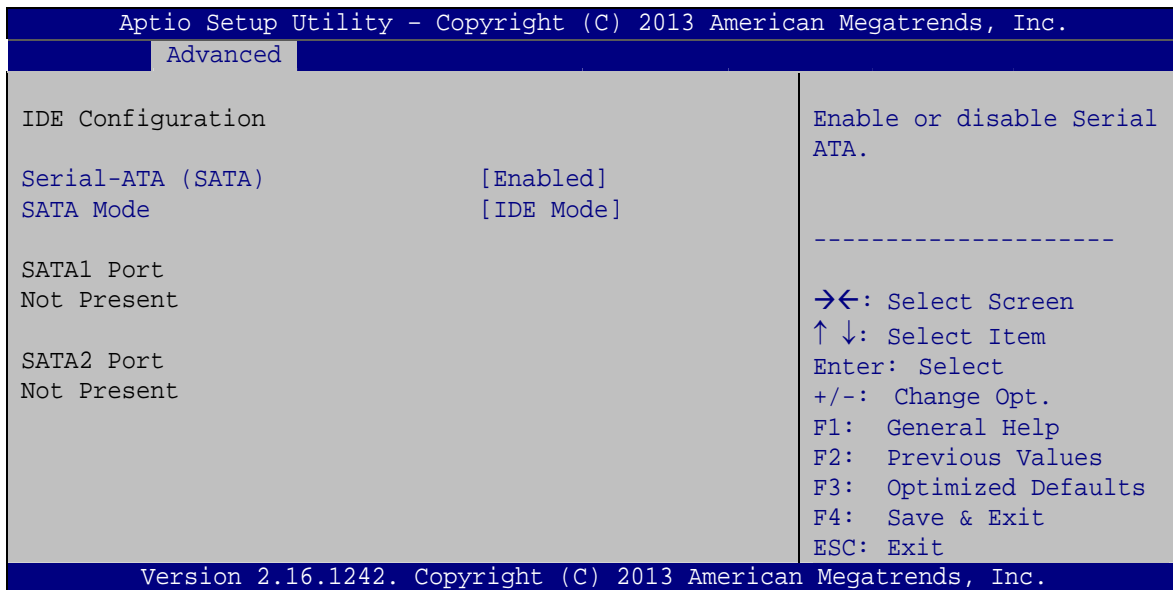 Aptio Setup Utility – Copyright (C) 2013 American Megatrends, Inc.
Advanced
IDE Configuration
Serial-ATA (SATA) [Enabled]
SATA Mode [IDE Mode]
SATA1 Port
Not Present
SATA2 Port
Not Present
Enable or disable Serial
ATA.
---------------------
→←: Select Screen
↑ ↓: Select Item
Enter: Select
+/-: Change Opt.
F1: General Help
F2: Previous Values
F3: Optimized Defaults
F4: Save & Exit
ESC: Exit
Version 2.16.1242. Copyright (C) 2013 American Megatrends, Inc.